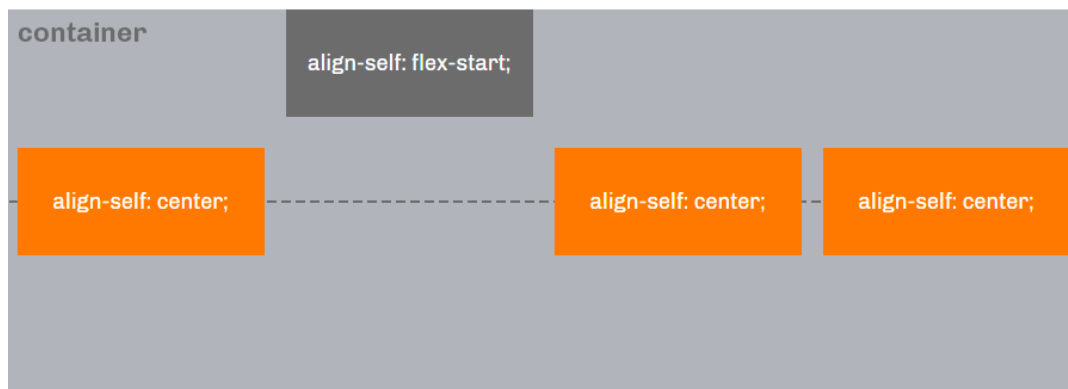 container
align-self: flex-start;
align-self: center;
align-self: center;
align-self: center;